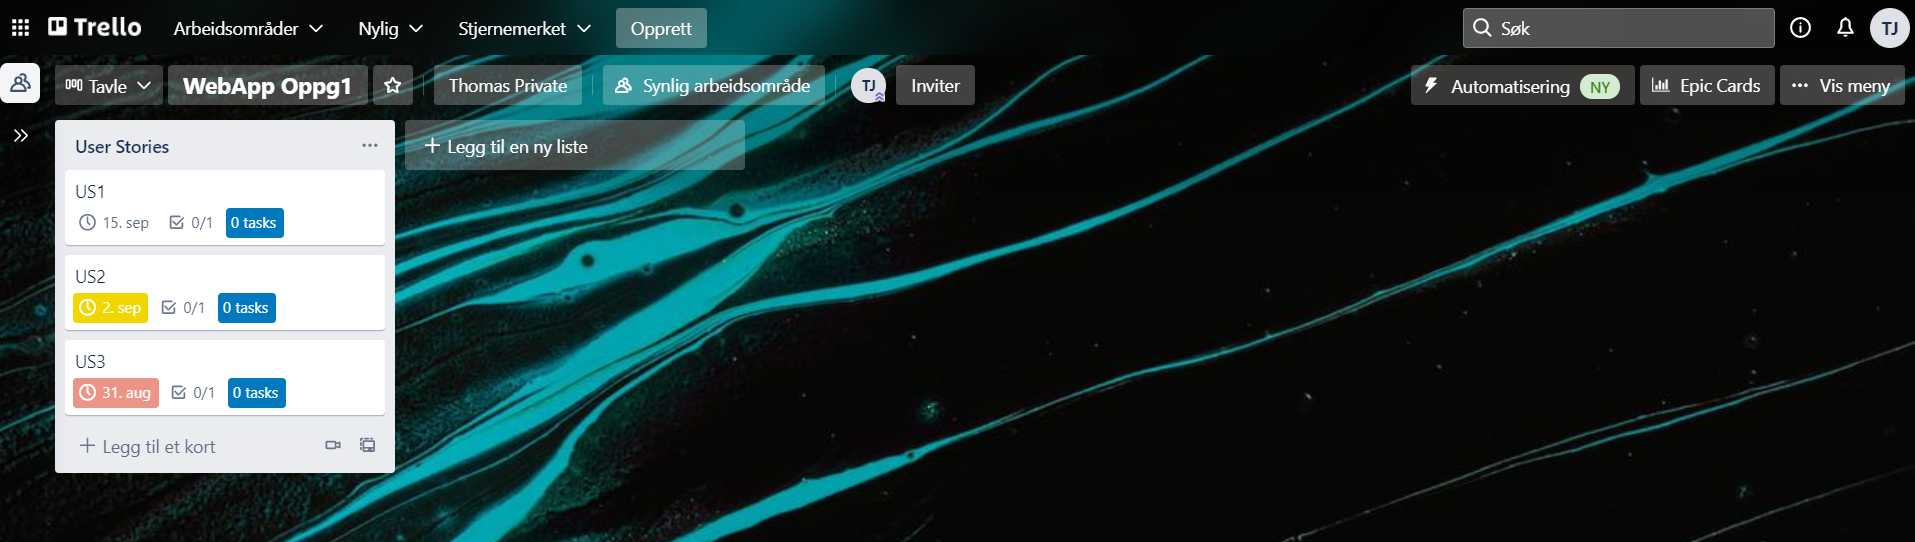 Trello Arbeidsområder Nylig Stjernemerket Opprett Søk TJ
Tavle WebApp Oppg1 Thomas Private Synlig arbeidsområde TJ Inviter Automatisering NY Epic Cards Vis meny
User Stories
Legg til en ny liste
US1
15. sep 0/1 0 tasks
US2
2. sep 0/1 0 tasks
US3
31. aug 0/1 0 tasks
Legg til et kort